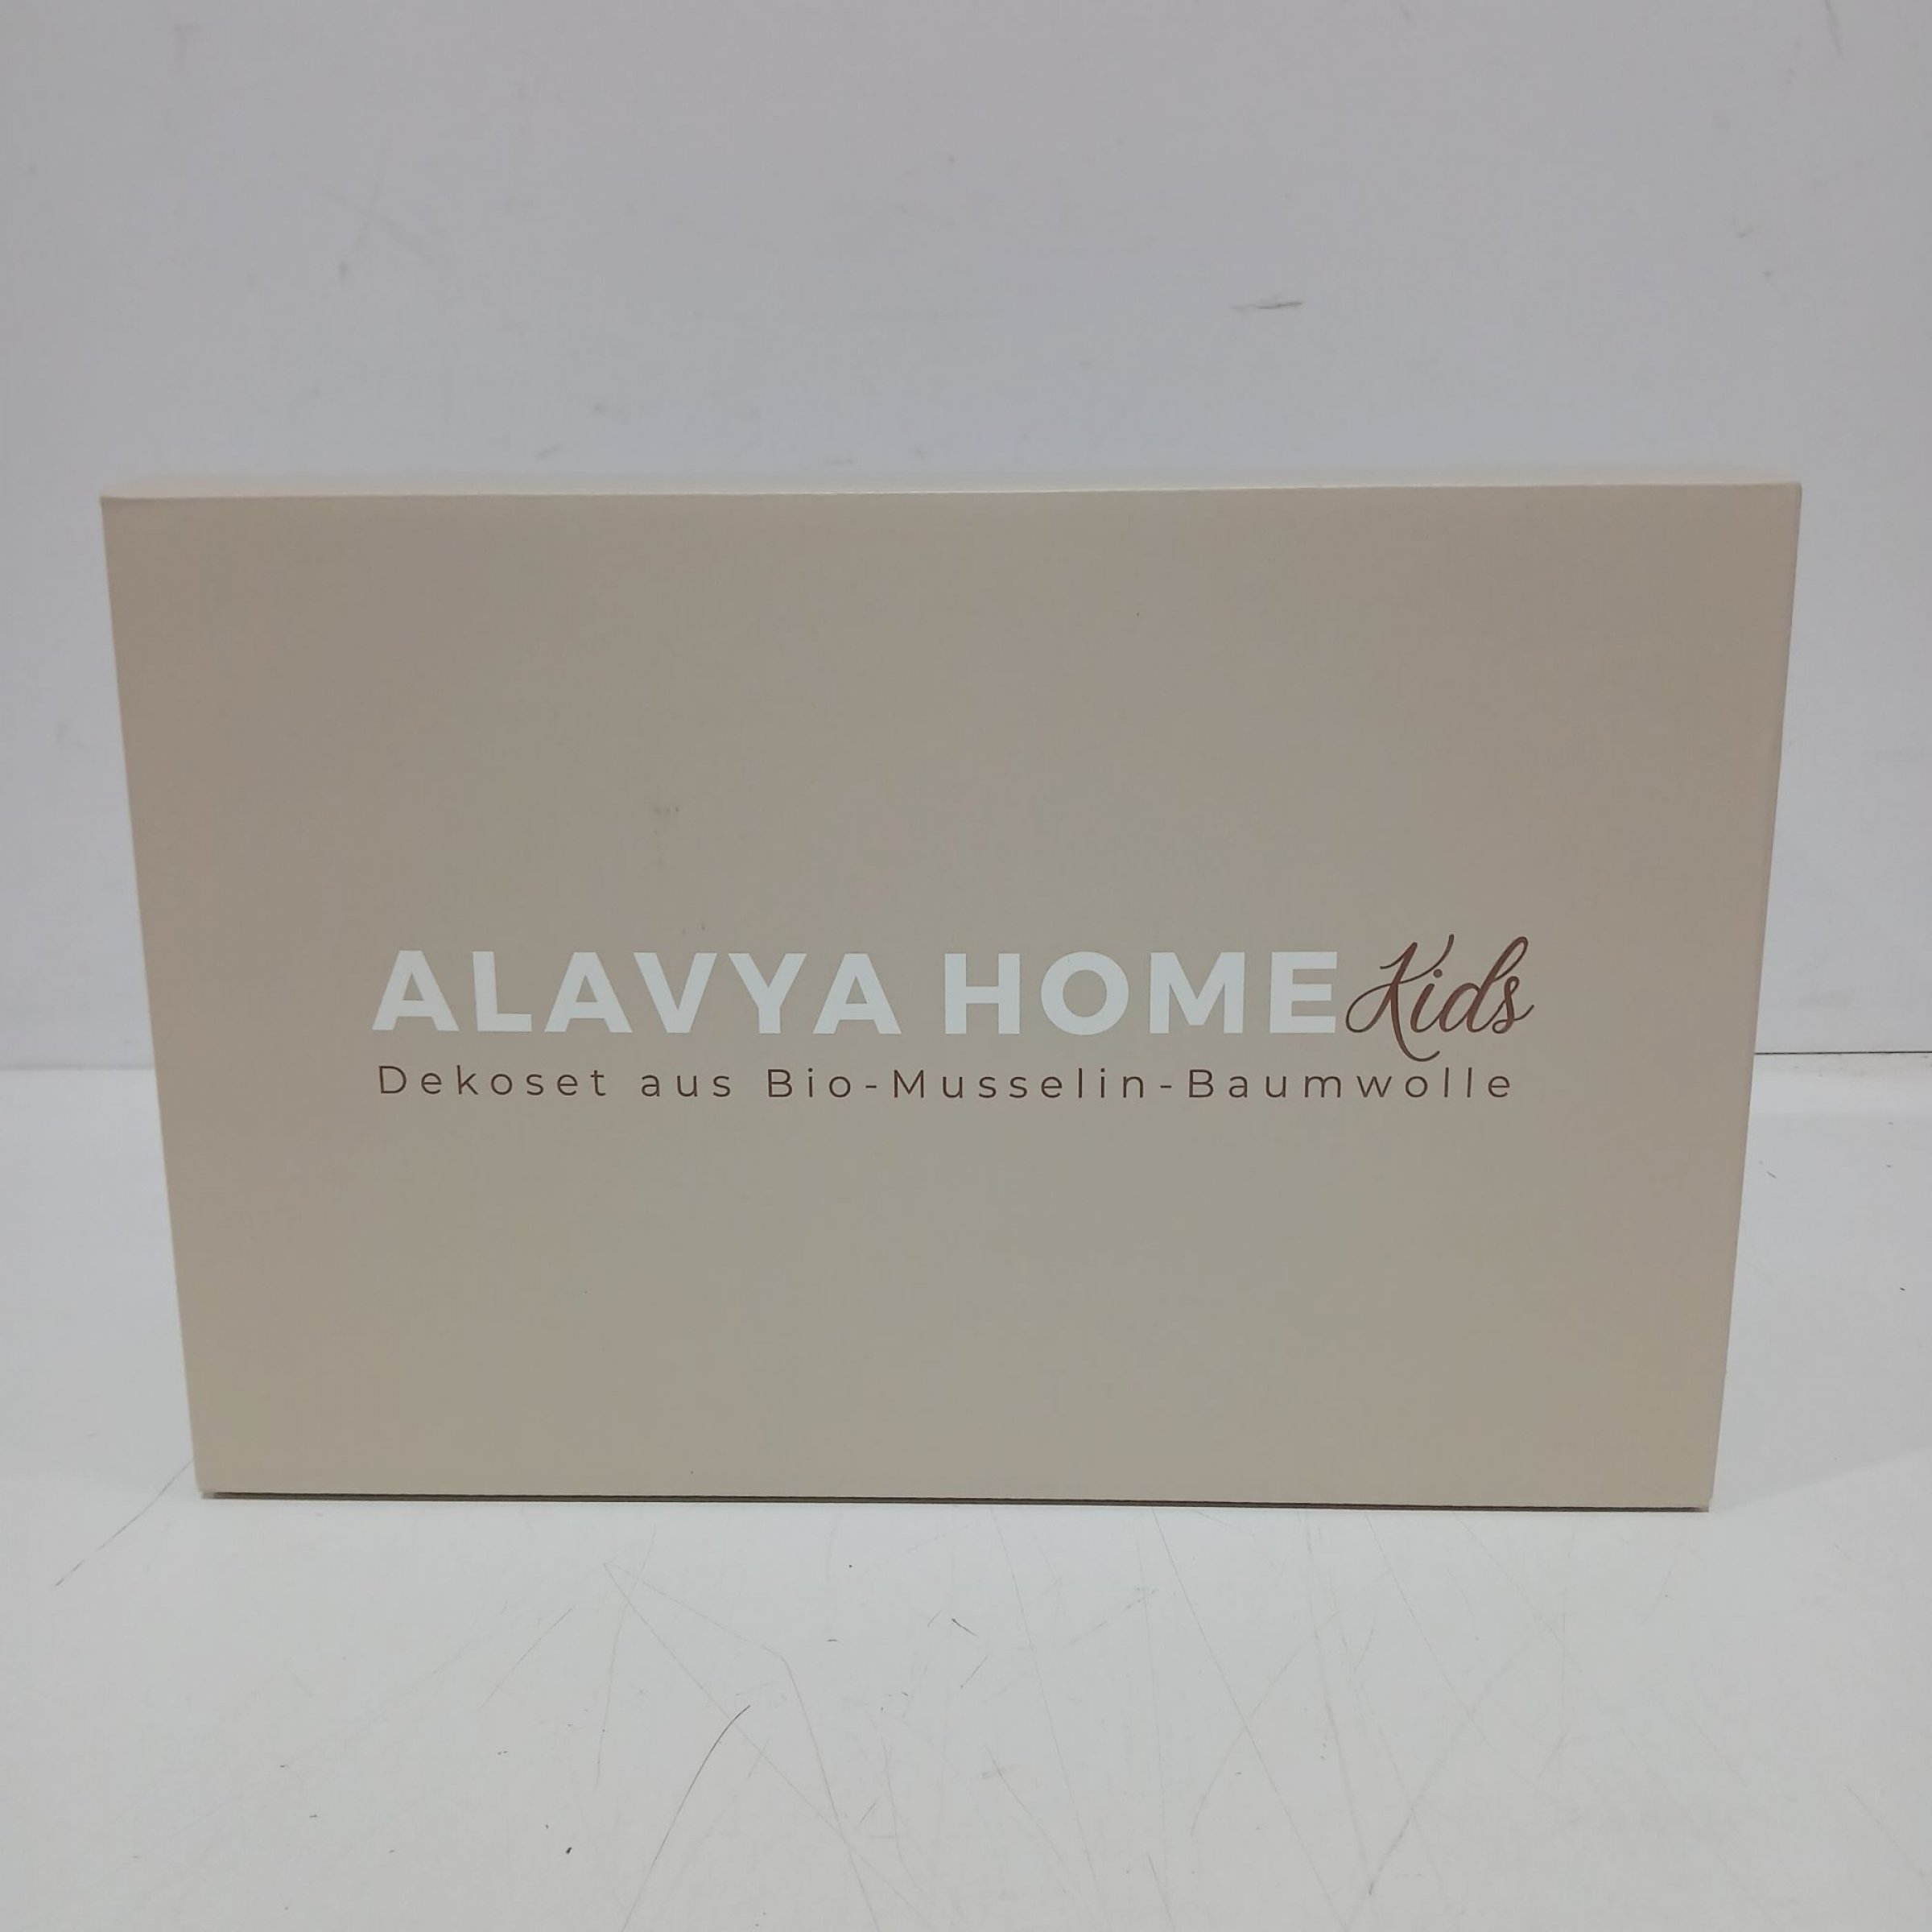 ALAVYA HOME Kids
Dekoset aus Bio-Musselin-Baumwolle